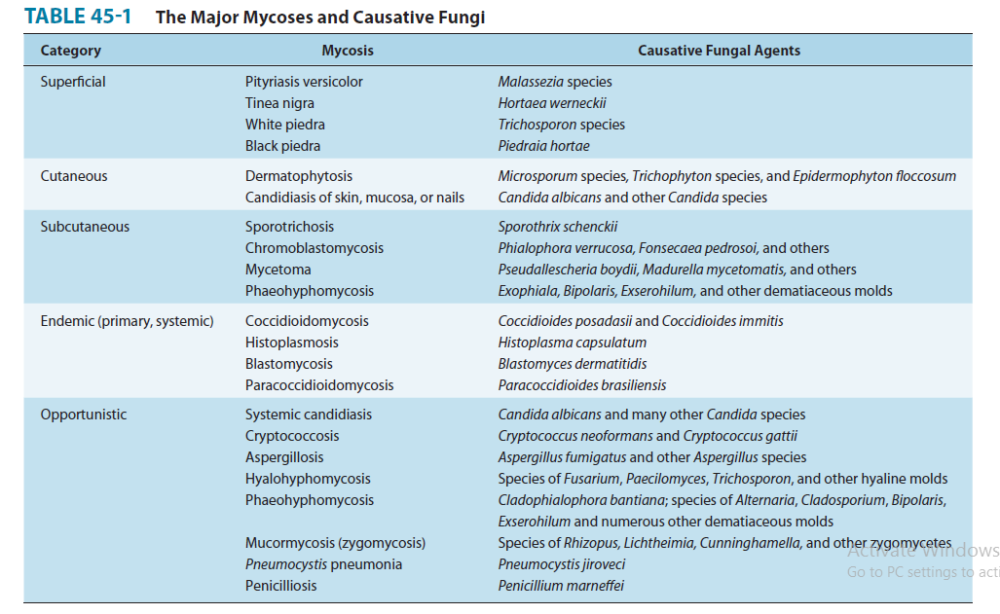 TABLE 45-1 The Major Mycoses and Causative Fungi
Category Mycosis Causative Fungal Agents
Superficial Pityriasis versicolor Malassezia species
Tinea nigra Hortaea werneckii
White piedra Trichosporon species
Black piedra Piedraia hortae
Cutaneous Dermatophytosis Microsporum species, Trichophyton species, and Epidermophyton floccosum
Candidiasis of skin, mucosa, or nails Candida albicans and other Candida species
Subcutaneous Sporotrichosis Sporothrix schenckii
Chromoblastomycosis Phialophora verrucosa, Fonsecaea pedrosoi, and others
Mycetoma Pseudallescheria boydii, Madurella mycetomatis, and others
Phaeohyphomycosis Exophiala, Bipolaris, Exserohilum, and other dematiaceous molds
Endemic (primary, systemic) Coccidioidomycosis Coccidioides posadasii and Coccidioides immitis
Histoplasmosis Histoplasma capsulatum
Blastomycosis Blastomyces dermatitidis
Paracoccidioidomycosis Paracoccidioides brasiliensis
Opportunistic Systemic candidiasis Candida albicans and many other Candida species
Cryptococcosis Cryptococcus neoformans and Cryptococcus gattii
Aspergillosis Aspergillus fumigatus and other Aspergillus species
Hyalohyphomycosis Species of Fusarium, Paecilomyces, Trichosporon, and other hyaline molds
Phaeohyphomycosis Cladophialophora bantiana; species of Alternaria, Cladosporium, Bipolaris,
Exserohilum and numerous other dematiaceous molds
Mucormycosis (zygomycosis) Species of Rhizopus, Lichtheimia, Cunninghamella, and other zygomycetes
Activate Windows
Pneumocystis pneumonia Pneumocystis jiroveci
Go to PC settings to acti
Penicilliosis Penicillium marneffei